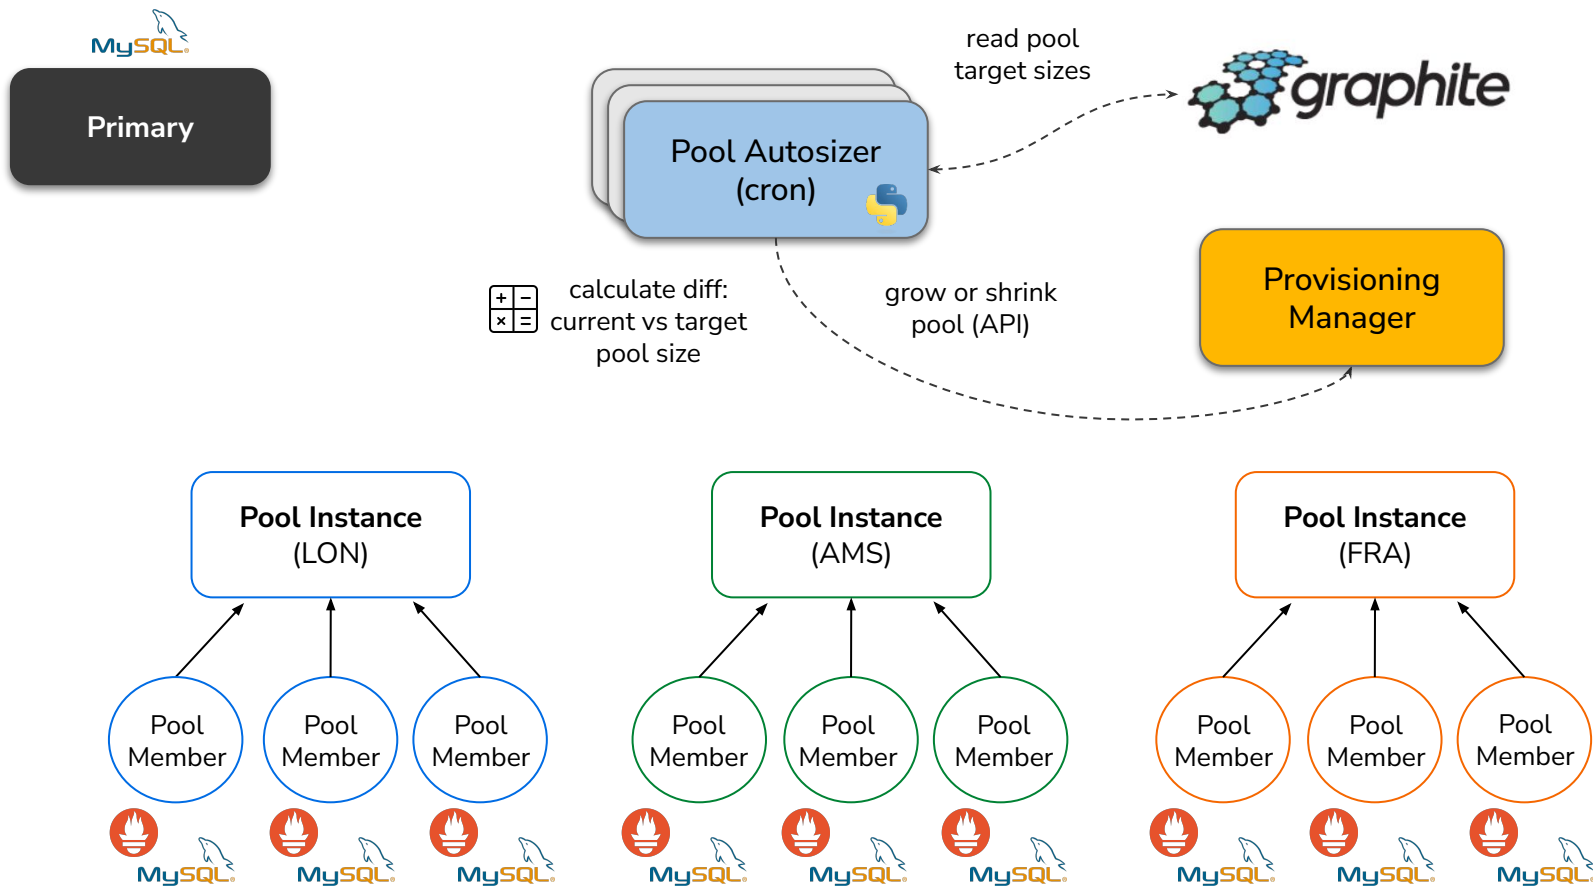 MySQL®
Primary
read pool
target sizes
graphite
Pool Autosizer
(cron)
calculate diff:
current vs target
pool size
grow or shrink
pool (API)
Provisioning
Manager
Pool Instance
(LON)
Pool Instance
(AMS)
Pool Instance
(FRA)
Pool
Member
Pool
Member
Pool
Member
Pool
Member
Pool
Member
Pool
Member
Pool
Member
Pool
Member
Pool
Member
MySQL®
MySQL®
MySQL®
MySQL®
MySQL®
MySQL®
MySQL®
MySQL®
MySQL